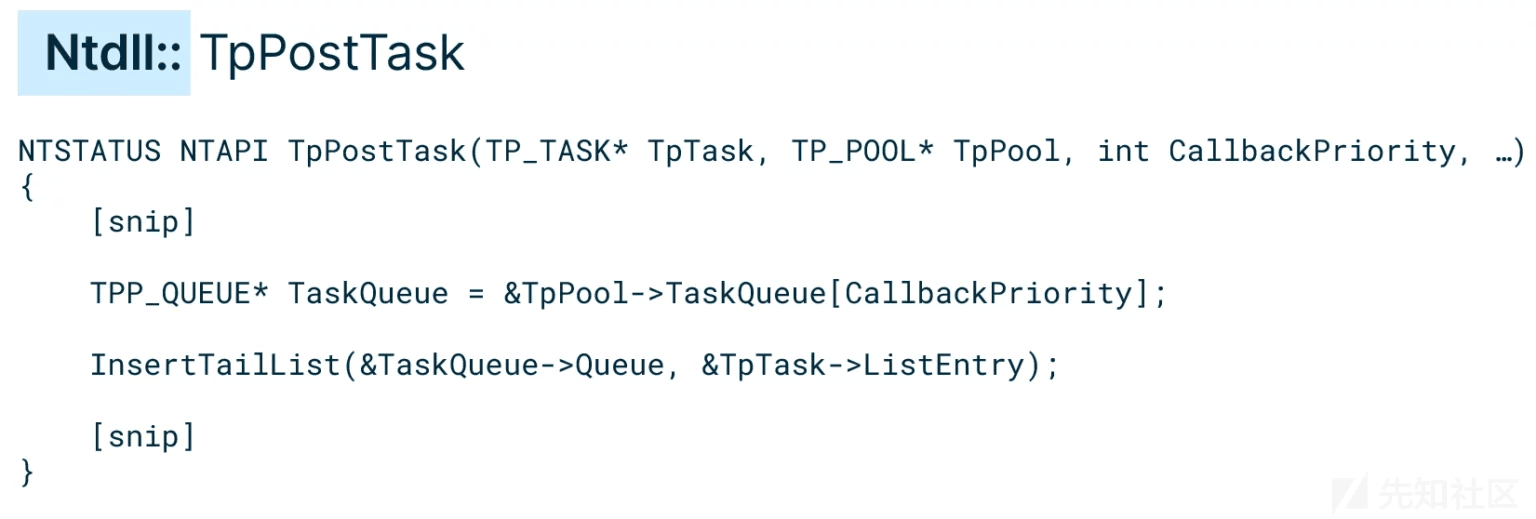 Ntdll:: TpPostTask
NTSTATUS NTAPI TpPostTask(TP_TASK* TpTask, TP_POOL* TpPool, int CallbackPriority, …)
{
[snip]
TPP_QUEUE* TaskQueue = &TpPool->TaskQueue[CallbackPriority];
InsertTailList(&TaskQueue->Queue, &TpTask->ListEntry);
[snip]
}
先知社区